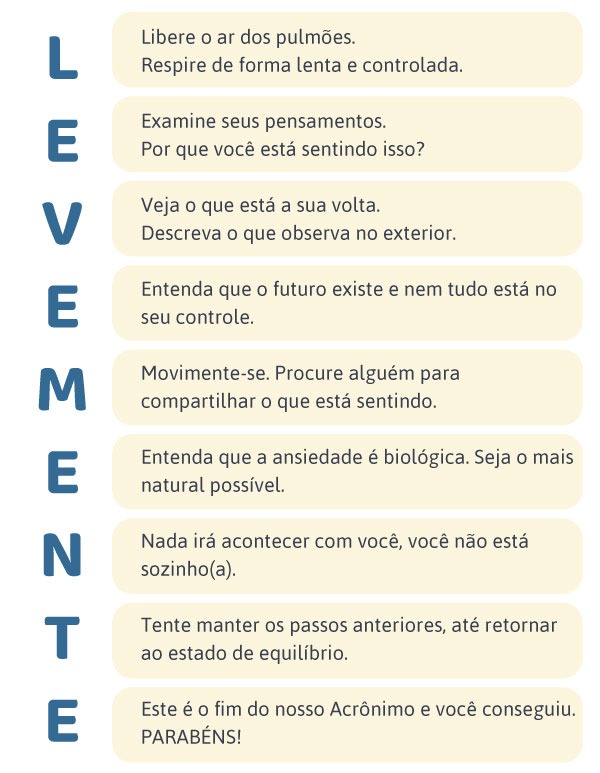 L
Libere o ar dos pulmões.
Respire de forma lenta e controlada.
E
Examine seus pensamentos.
Por que você está sentindo isso?
V
Veja o que está a sua volta.
Descreva o que observa no exterior.
E
Entenda que o futuro existe e nem tudo está no
seu controle.
M
Movimente-se. Procure alguém para
compartilhar o que está sentindo.
E
Entenda que a ansiedade é biológica. Seja o mais
natural possível.
N
Nada irá acontecer com você, você não está
sozinho(a).
T
Tente manter os passos anteriores, até retornar
ao estado de equilíbrio.
E
Este é o fim do nosso Acrônimo e você conseguiu.
PARABÉNS!